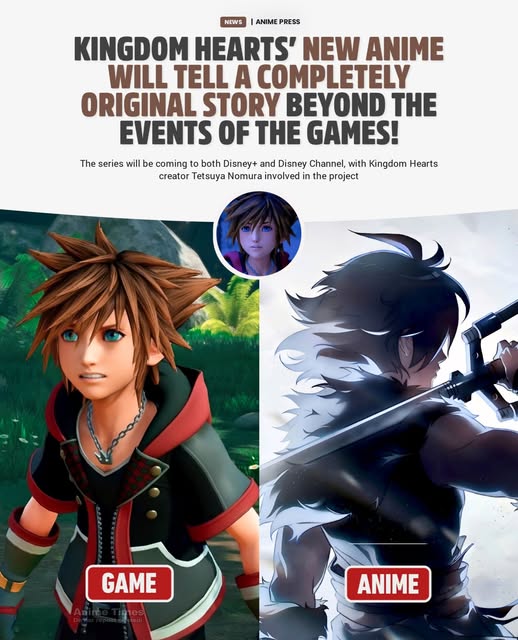 NEWS | ANIME PRESS
KINGDOM HEARTS' NEW ANIME
WILL TELL A COMPLETELY
ORIGINAL STORY BEYOND THE
EVENTS OF THE GAMES!
The series will be coming to both Disney+ and Disney Channel, with Kingdom Hearts
creator Tetsuya Nomura involved in the project
GAME
ANIME
Anime Times